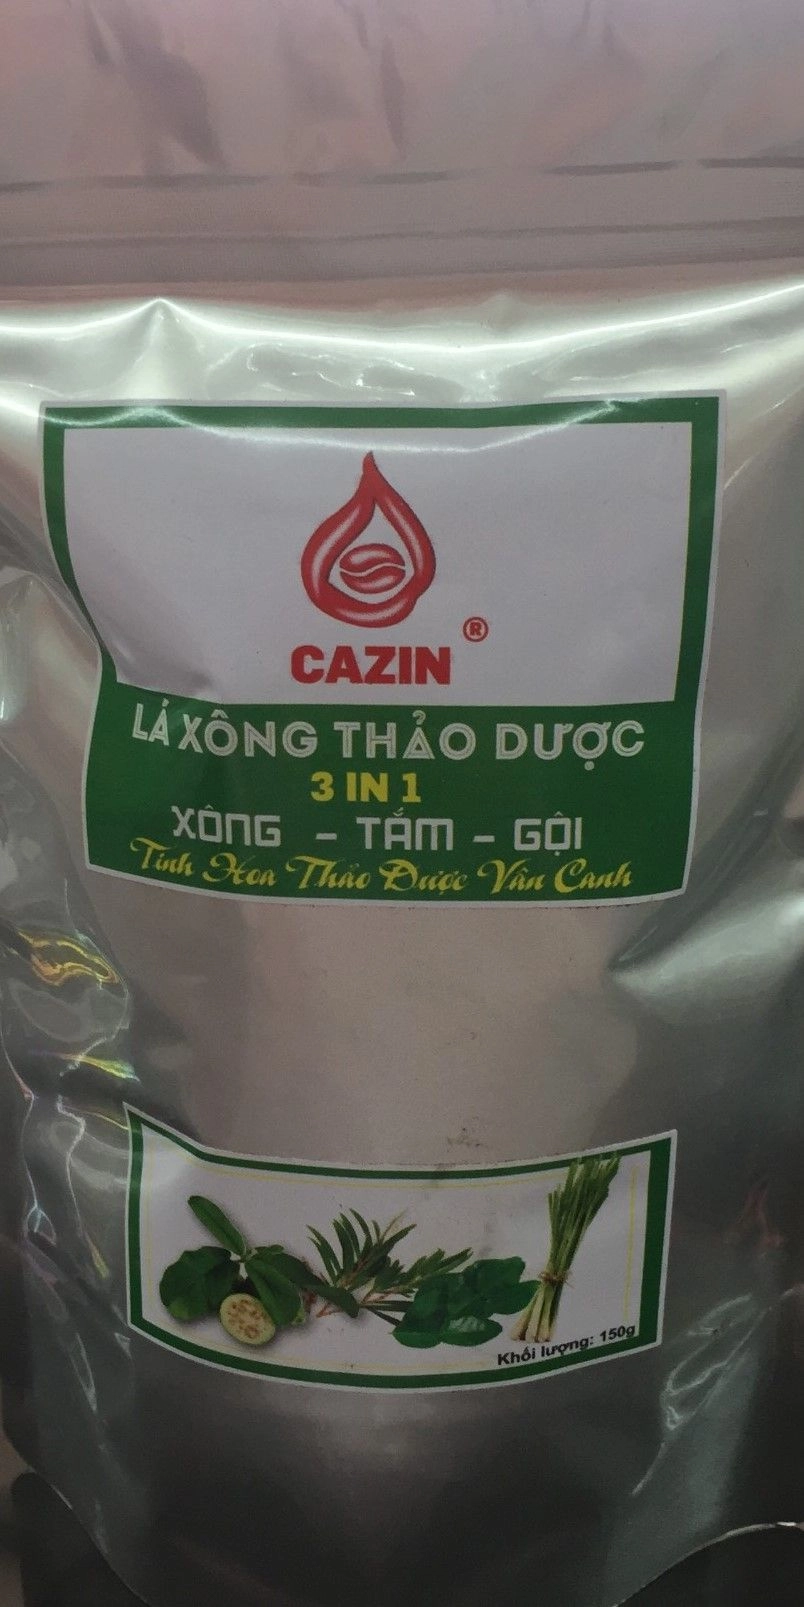 ®
CAZIN
LÁ XÔNG THẢO DƯỢC
3 IN 1
XÔNG - TẮM - GỘI
Tinh Hoa Thảo Dược Vân Canh
Khối lượng: 150g